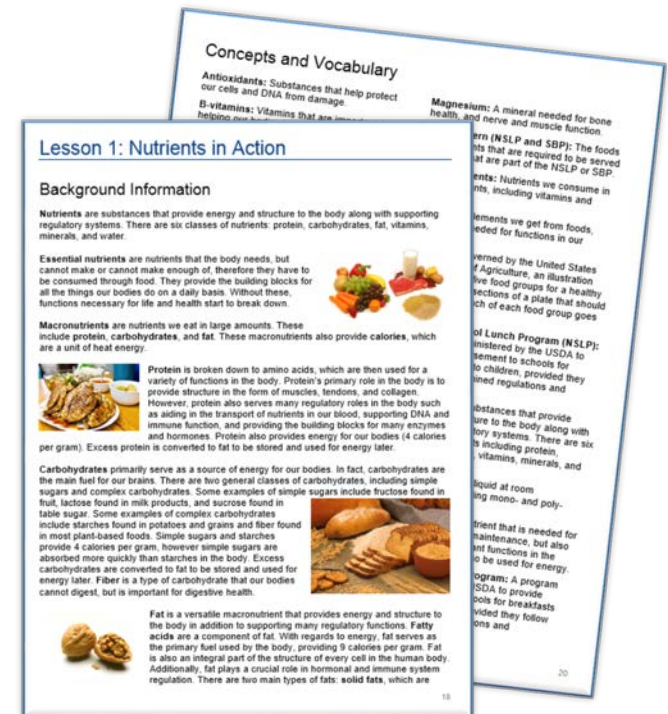 Concepts and Vocabulary
Antioxidants: Substances that help protect
our cells and DNA from damage.
B-vitamins: Vitamins that are
helping our
Magnesium: A mineral needed for bone
health, and nerve and muscle function.
(NSLP and SBP): The foods
that are required to be served
are part of the NSLP or SBP.
Nutrients we consume in
including vitamins and
we get from foods,
needed for functions in our
by the United States
of Agriculture, an illustration
food groups for a healthy
sections of a plate that should
of each food group goes
Lunch Program (NSLP):
by the USDA to
to schools for
to children, provided they
regulations and
that provide
to the body along with
systems. There are six
including protein,
vitamins, minerals, and
liquid at room
mono- and poly-
that is needed for
but also
functions in the
be used for energy.
A program
USDA to provide
for breakfasts
they follow
and
20
Lesson 1: Nutrients in Action
Background Information
Nutrients are substances that provide energy and structure to the body along with supporting
regulatory systems. There are six classes of nutrients: protein, carbohydrates, fat, vitamins,
minerals, and water.
Essential nutrients are nutrients that the body needs, but
cannot make or cannot make enough of, therefore they have to
be consumed through food. They provide the building blocks for
all the things our bodies do on a daily basis. Without these,
functions necessary for life and health start to break down.
Macronutrients are nutrients we eat in large amounts. These
include protein, carbohydrates, and fat. These macronutrients also provide calories, which
are a unit of heat energy.
Protein is broken down to amino acids, which are then used for a
variety of functions in the body. Protein's primary role in the body is to
provide structure in the form of muscles, tendons, and collagen.
However, protein also serves many regulatory roles in the body such
as aiding in the transport of nutrients in our blood, supporting DNA and
immune function, and providing the building blocks for many enzymes
and hormones. Protein also provides energy for our bodies (4 calories
per gram). Excess protein is converted to fat to be stored and used for energy later.
Carbohydrates primarily serve as a source of energy for our bodies. In fact, carbohydrates are
the main fuel for our brains. There are two general classes of carbohydrates, including simple
sugars and complex carbohydrates. Some examples of simple sugars include fructose found in
fruit, lactose found in milk products, and sucrose found in
table sugar. Some examples of complex carbohydrates
include starches found in potatoes and grains and fiber found
in most plant-based foods. Simple sugars and starches
provide 4 calories per gram, however simple sugars are
absorbed more quickly than starches in the body. Excess
carbohydrates are converted to fat to be stored and used for
energy later. Fiber is a type of carbohydrate that our bodies
cannot digest, but is important for digestive health.
Fat is a versatile macronutrient that provides energy and structure to
the body in addition to supporting many regulatory functions. Fatty
acids are a component of fat. With regards to energy, fat serves as
the primary fuel used by the body, providing 9 calories per gram. Fat
is also an integral part of the structure of every cell in the human body.
Additionally, fat plays a crucial role in hormonal and immune system
regulation. There are two main types of fats: solid fats, which are
18